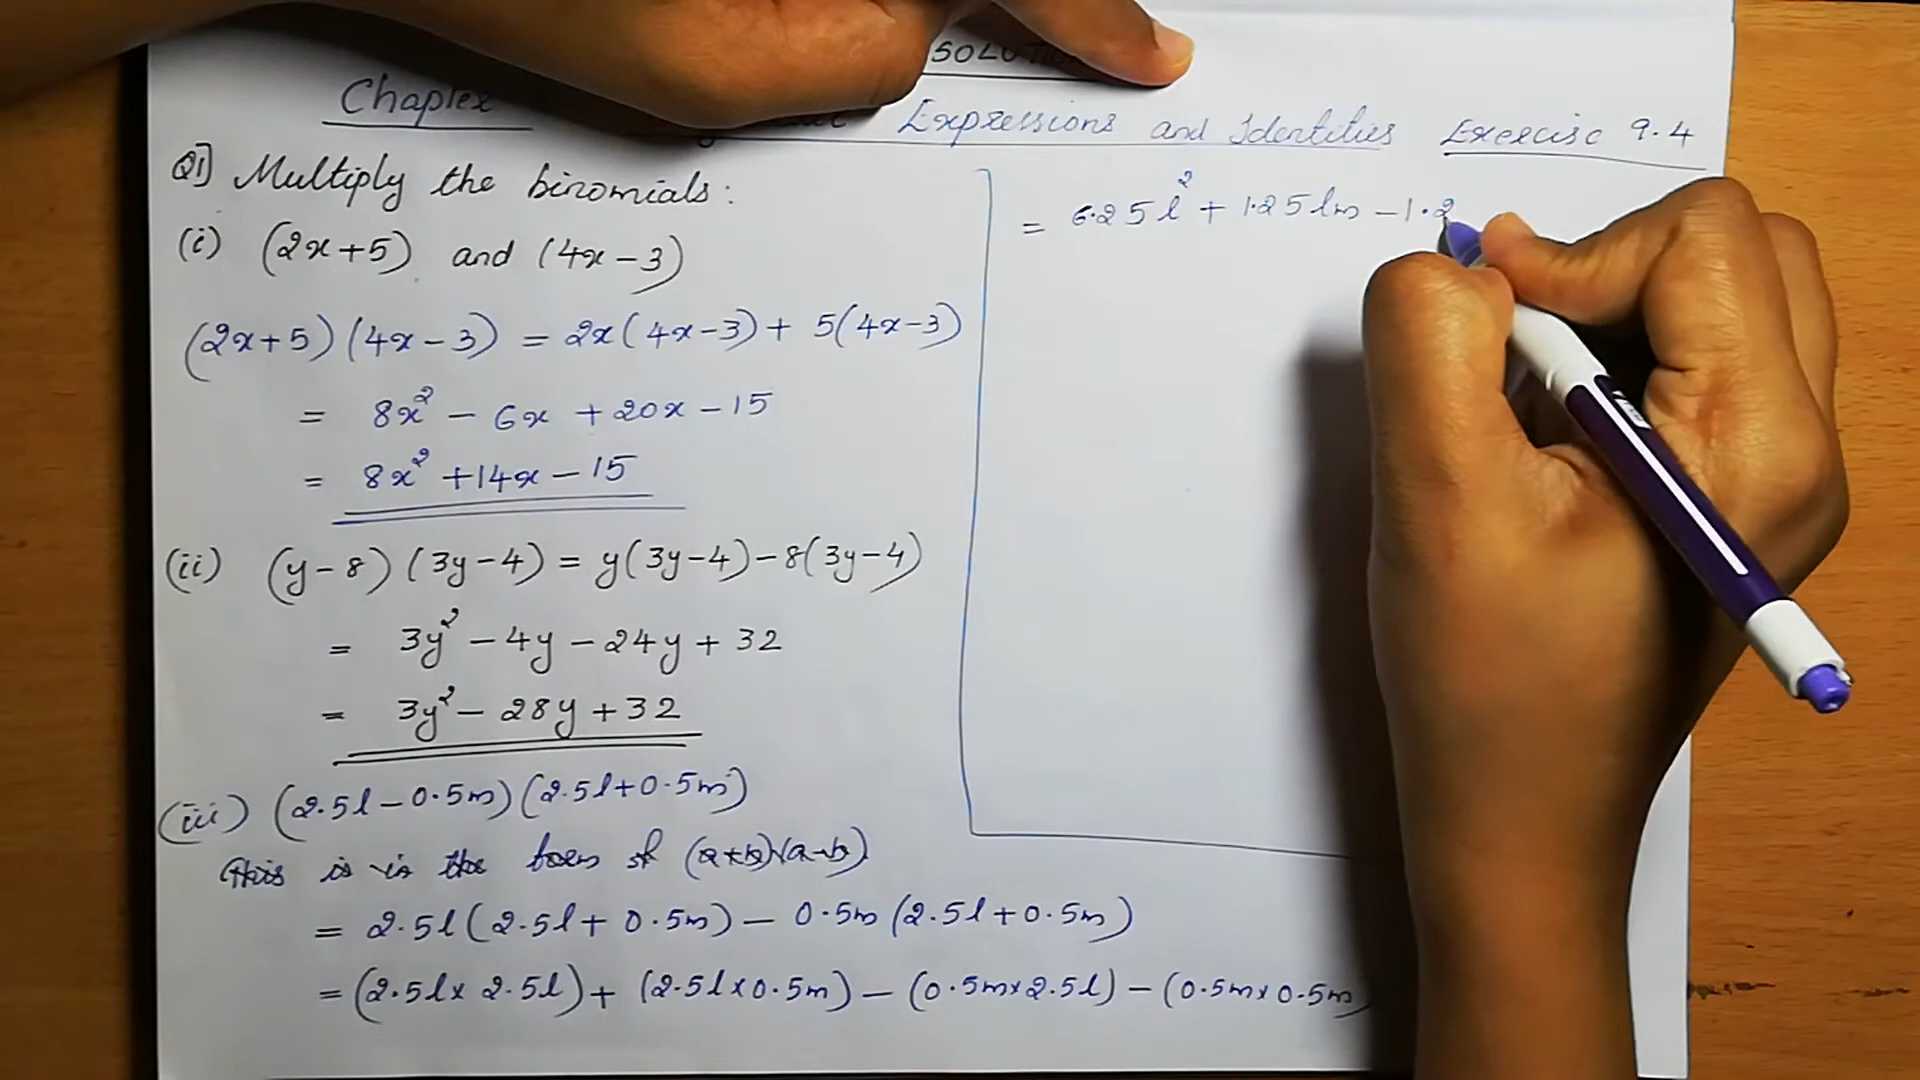 SOLUT
Chapter Expressions and Identities Exercise 9.4
Q1] Multiply the binomials:
(i) (2x+5) and (4x-3)
(2x+5)(4x-3) = 2x(4x-3) + 5(4x-3)
= 8x² - 6x + 20x - 15
= 8x² + 14x - 15
(ii) (y-8)(3y-4) = y(3y-4)-8(3y-4)
= 3y² - 4y - 24y + 32
= 3y² - 28y + 32
(iii) (2.5l-0.5m)(2.5l+0.5m)
This is in the form of (a+b)(a-b)
= 2.5l(2.5l + 0.5m) - 0.5m(2.5l+0.5m)
= (2.5l x 2.5l) + (2.5l x 0.5m) - (0.5m x 2.5l) - (0.5m x 0.5m
= 6.25l² + 1.25lm - 1.2